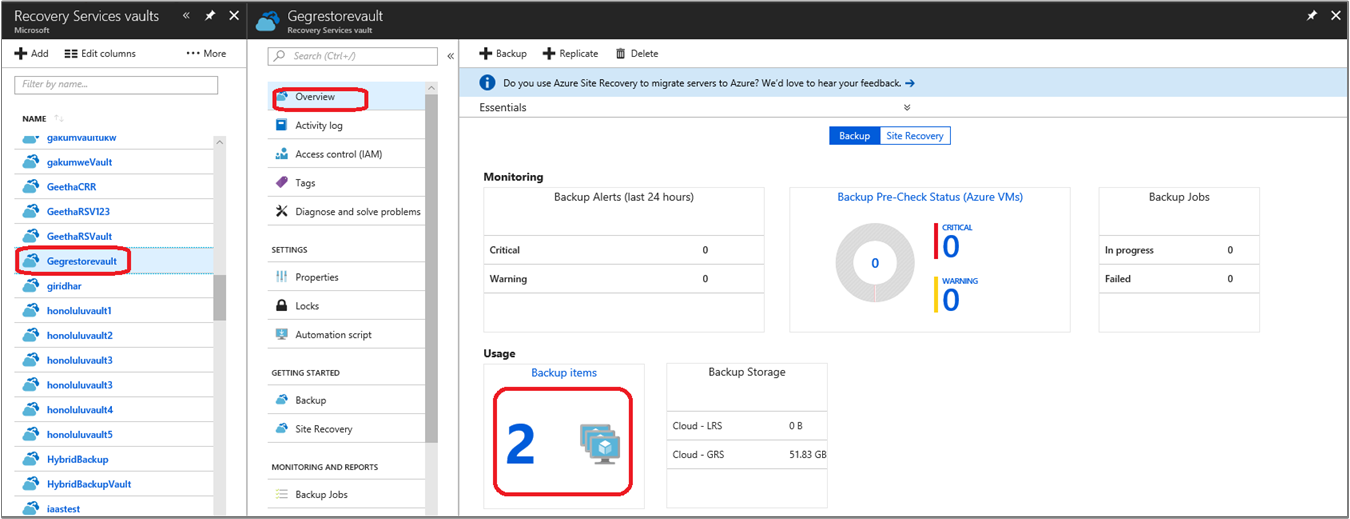 Recovery Services vaults
Microsoft
Add Edit columns ··· More
Filter by name...
NAME
gakumvaultukw
gakumweVault
GeethaCRR
GeethaRSV123
GeethaRSVault
Gegrestorevault
giridhar
honoluluvault1
honoluluvault2
honoluluvault3
honoluluvault3
honoluluvault4
honoluluvault5
HybridBackup
HybridBackupVault
iaastest
Gegrestorevault
Recovery Services vault
Search (Ctrl+/)
Overview
Activity log
Access control (IAM)
Tags
Diagnose and solve problems
SETTINGS
Properties
Locks
Automation script
GETTING STARTED
Backup
Site Recovery
MONITORING AND REPORTS
Backup Jobs
Backup Replicate Delete
Do you use Azure Site Recovery to migrate servers to Azure? We'd love to hear your feedback. →
Essentials
Backup Site Recovery
Monitoring
Backup Alerts (last 24 hours)
Critical 0
Warning 0
Backup Pre-Check Status (Azure VMs)
0
CRITICAL
0
WARNING
0
Backup Jobs
In progress 0
Failed 0
Usage
Backup items
2
Backup Storage
Cloud - LRS 0 B
Cloud - GRS 51.83 GB